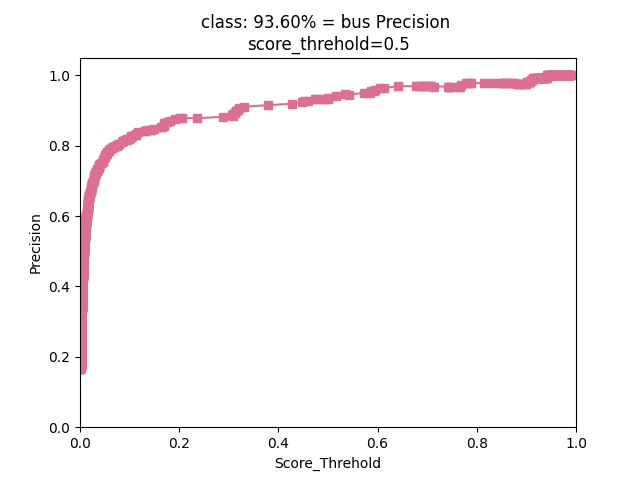 class: 93.60% = bus Precision
score_threhold=0.5
1.0
0.8
0.6
0.4
0.2
0.0
Precision
0.0 0.2 0.4 0.6 0.8 1.0
Score_Threhold